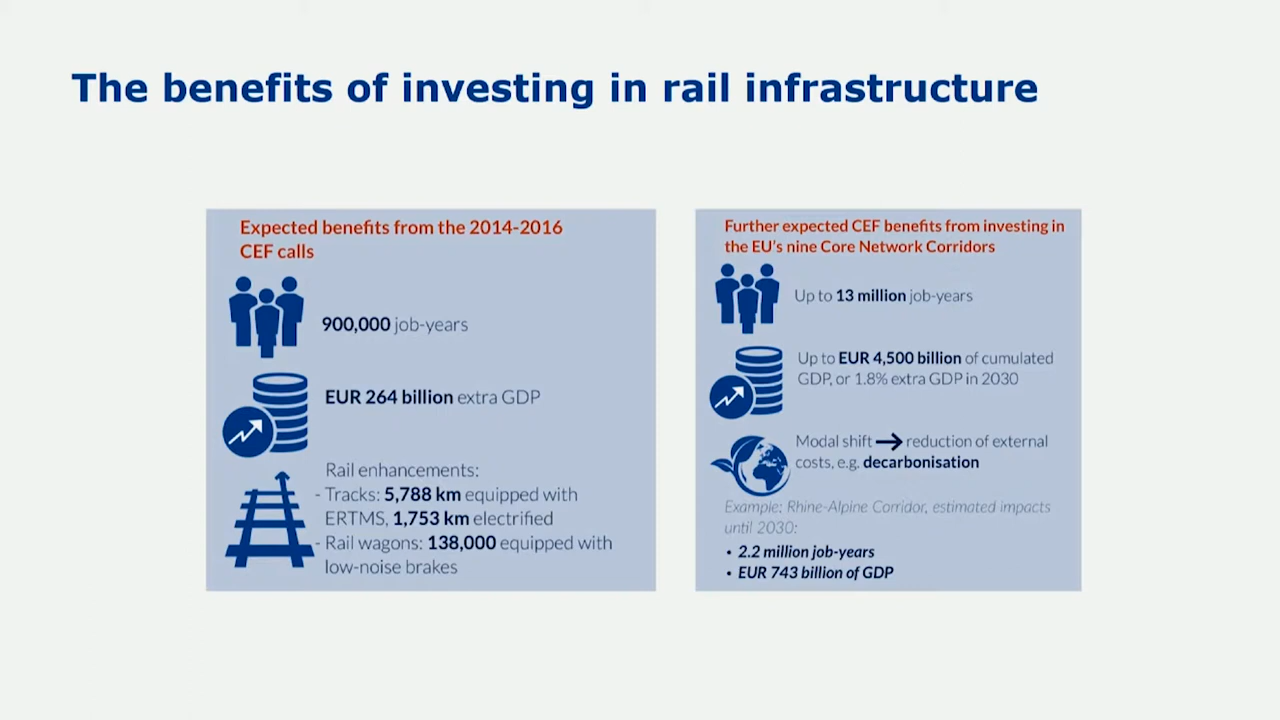 The benefits of investing in rail infrastructure
Expected benefits from the 2014-2016
CEF calls
900,000 job-years
EUR 264 billion extra GDP
Rail enhancements:
- Tracks: 5,788 km equipped with
ERTMS, 1,753 km electrified
- Rail wagons: 138,000 equipped with
low-noise brakes
Further expected CEF benefits from investing in
the EU's nine Core Network Corridors
Up to 13 million job-years
Up to EUR 4,500 billion of cumulated
GDP, or 1.8% extra GDP in 2030
Modal shift → reduction of external
costs, e.g. decarbonisation
Example: Rhine-Alpine Corridor, estimated impacts
until 2030:
• 2.2 million job-years
• EUR 743 billion of GDP